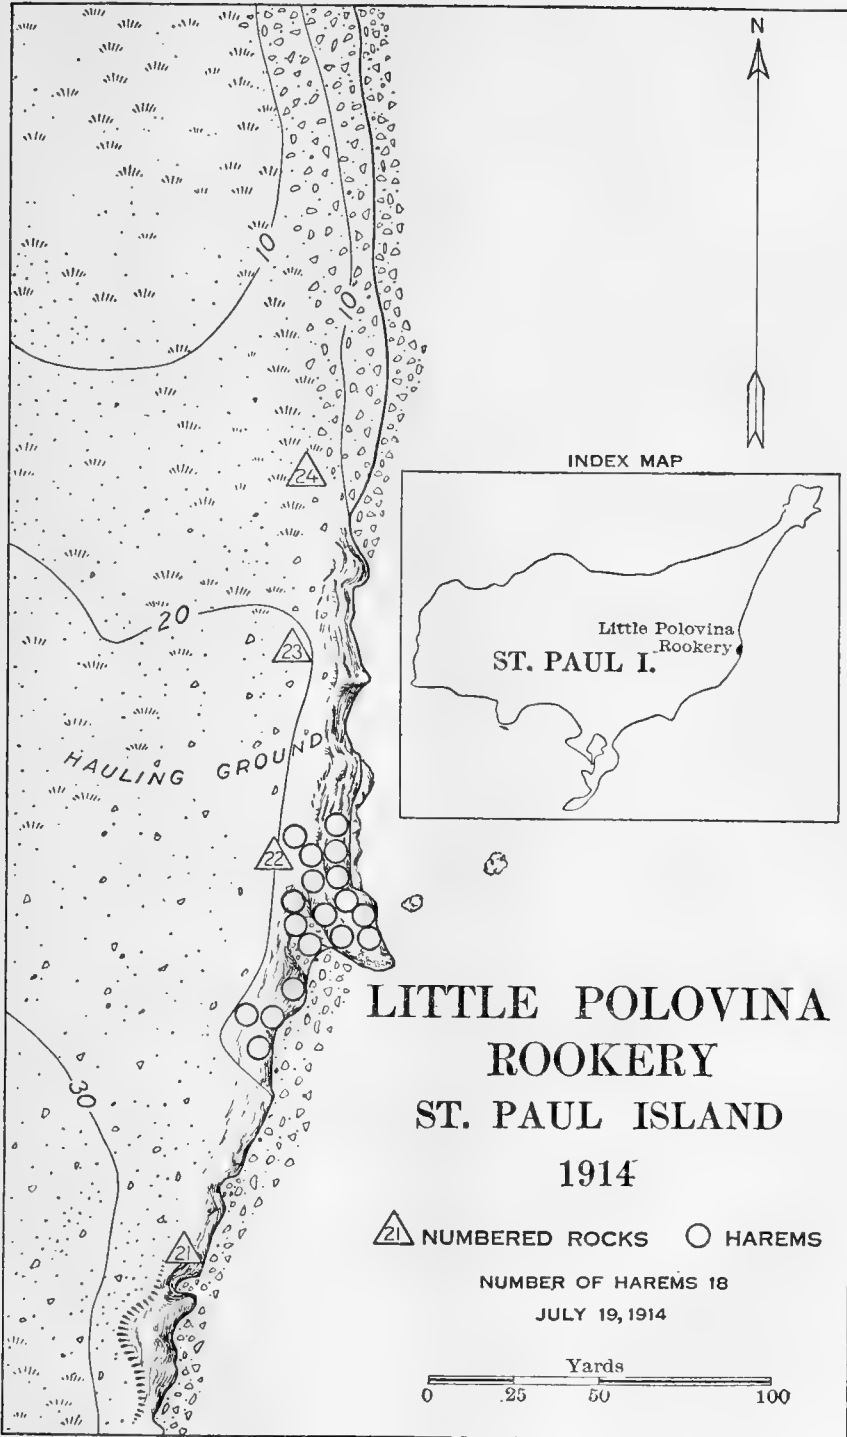 N
10
10
24
INDEX MAP
Little Polovina
Rookery
ST. PAUL I.
20
23
HAULING GROUND
22
LITTLE POLOVINA
ROOKERY
ST. PAUL ISLAND
1914
30
21
21 NUMBERED ROCKS HAREMS
NUMBER OF HAREMS 18
JULY 19, 1914
Yards
0 25 50 100